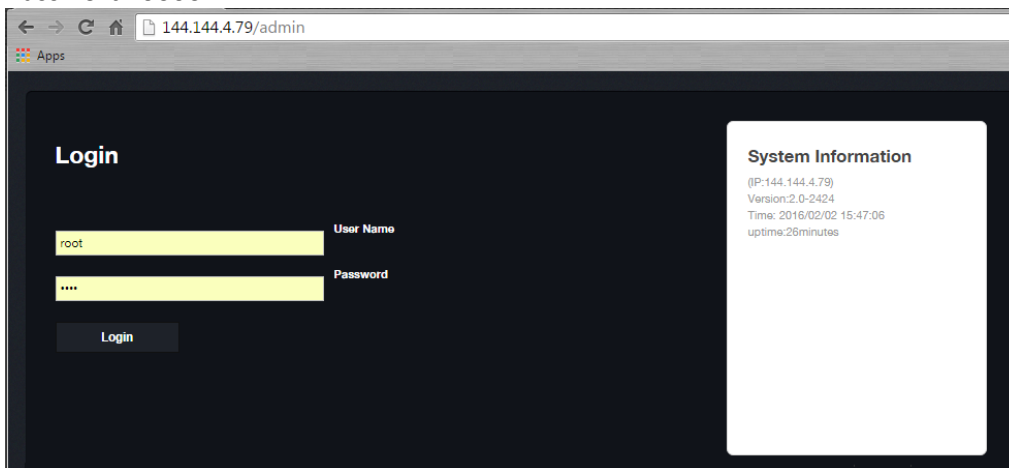 144.144.4.79/admin
Apps
Login
root
User Name
••••
Password
Login
System Information
(IP:144.144.4.79)
Version:2.0-2424
Time: 2016/02/02 15:47:06
uptime:26minutes